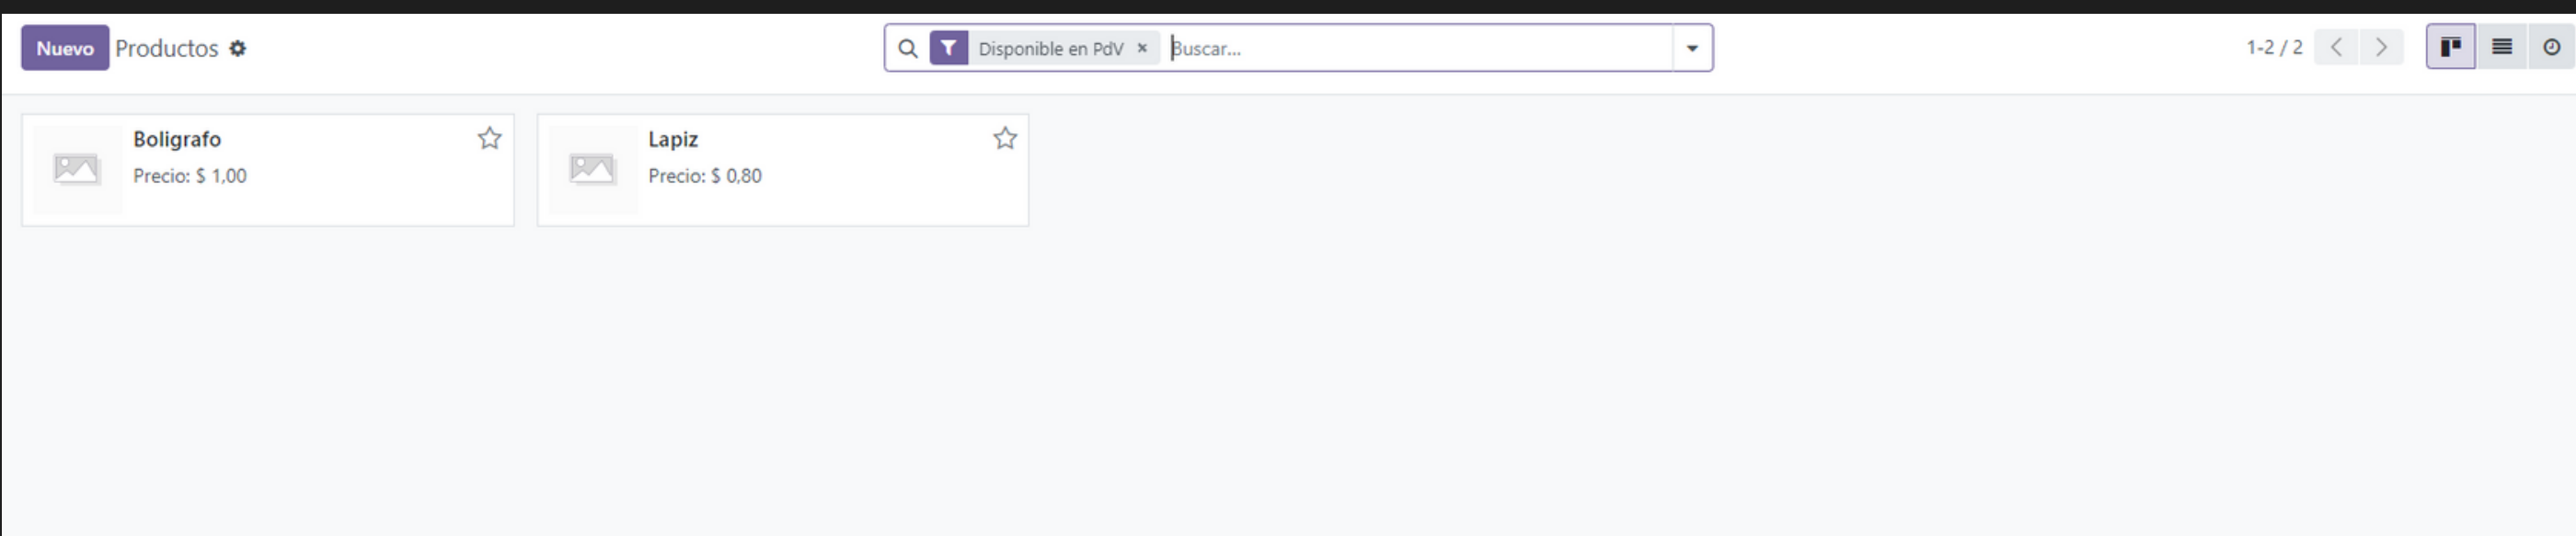 Nuevo Productos Disponible en PdV × Buscar... 1-2 / 2
Boligrafo
Precio: $ 1,00
Lapiz
Precio: $ 0,80